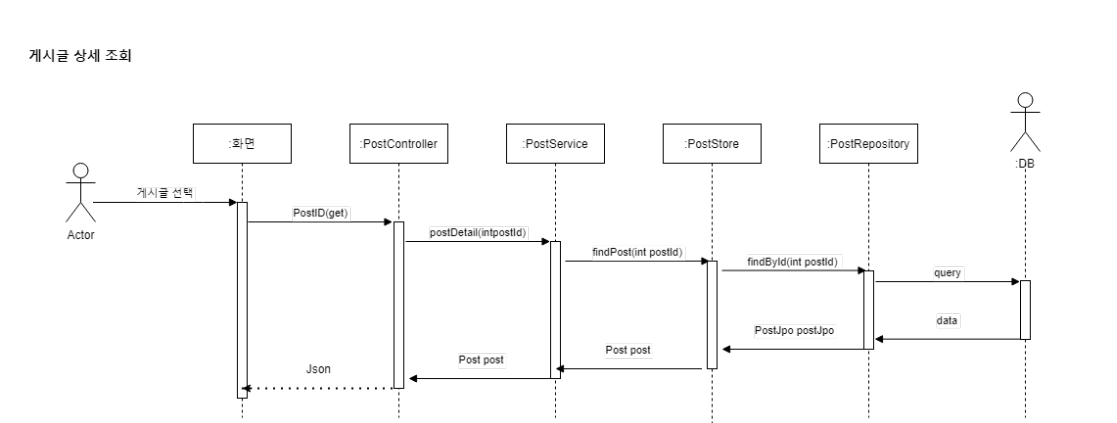 게시글 상세 조회
:화면
:PostController
:PostService
:PostStore
:PostRepository
:DB
Actor
게시글 선택
PostID(get)
postDetail(intpostId)
findPost(int postId)
findById(int postId)
query
data
PostJpo postJpo
Post post
Post post
Json